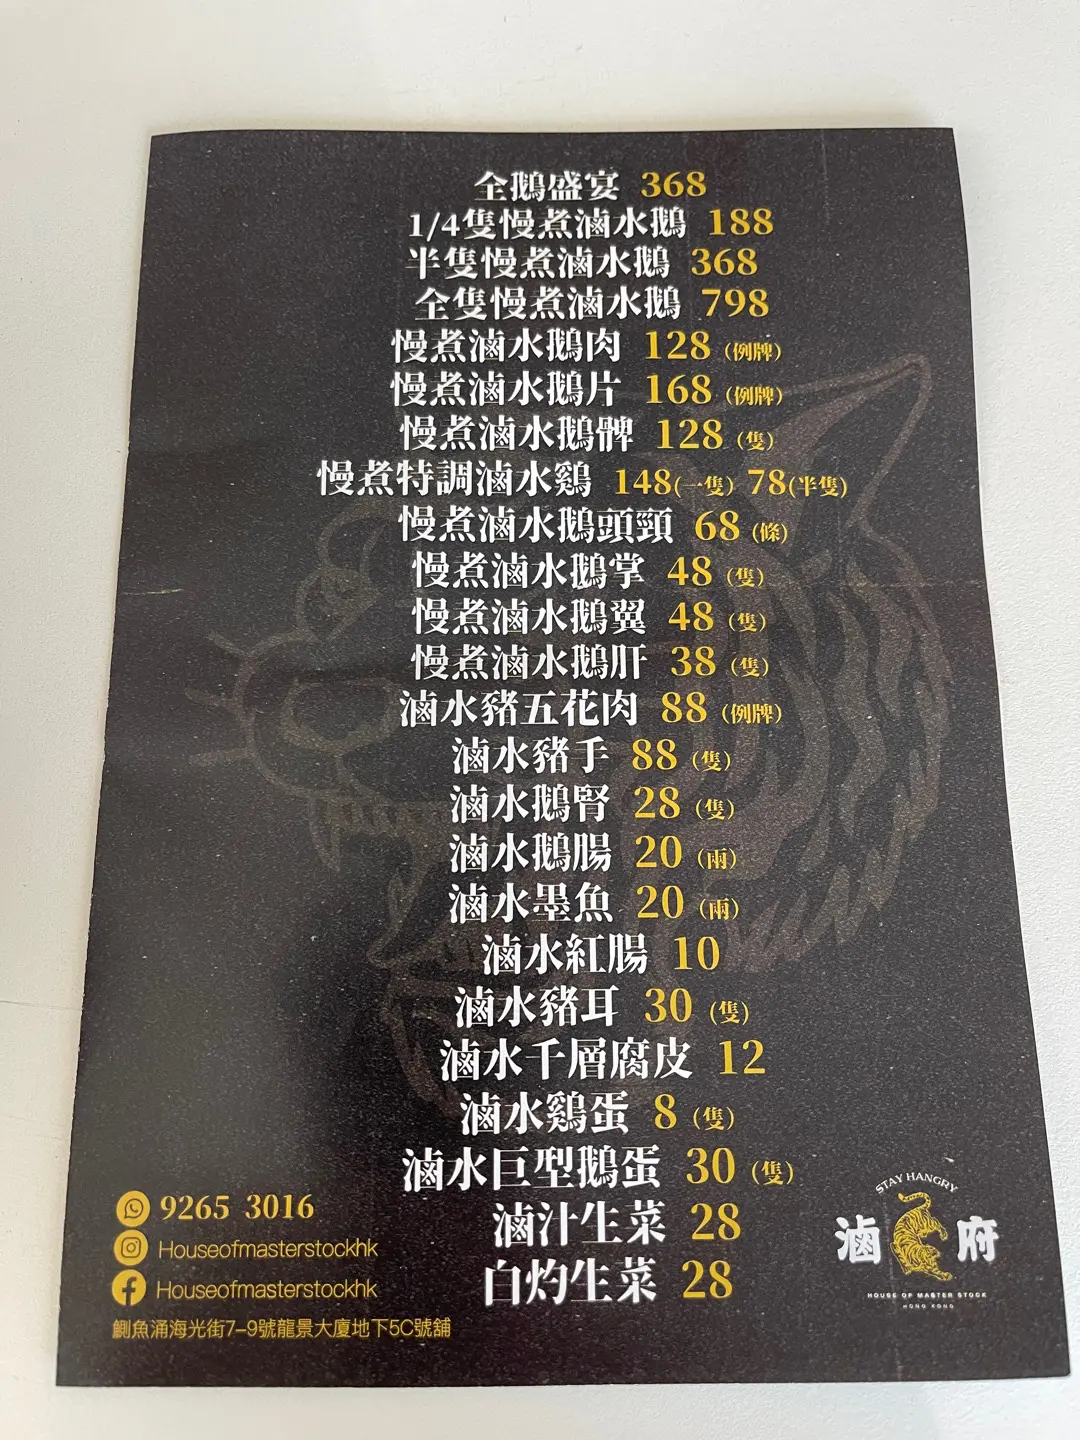 全鵝盛宴 368
1/4隻慢煮滷水鵝 188
半隻慢煮滷水鵝 368
全隻慢煮滷水鵝 798
慢煮滷水鵝肉 128 (例牌)
慢煮滷水鵝片 168 (例牌)
慢煮滷水鵝髀 128 (隻)
慢煮特調滷水鷄 148(一隻) 78(半隻)
慢煮滷水鵝頭頸 68 (條)
慢煮滷水鵝掌 48 (隻)
慢煮滷水鵝翼 48 (隻)
慢煮滷水鵝肝 38 (隻)
滷水豬五花肉 88 (例牌)
滷水豬手 88 (隻)
滷水鵝腎 28 (隻)
滷水鵝腸 20 (兩)
滷水墨魚 20 (兩)
滷水紅腸 10
滷水豬耳 30 (隻)
滷水千層腐皮 12
滷水鷄蛋 8 (隻)
滷水巨型鵝蛋 30 (隻)
滷汁生菜 28
白灼生菜 28
9265 3016
Houseofmasterstockhk
Houseofmasterstockhk
鰂魚涌海光街7-9號龍景大廈地下5C號舖
STAY HANGRY
滷府
HOUSE OF MASTER STOCK
HONG KONG